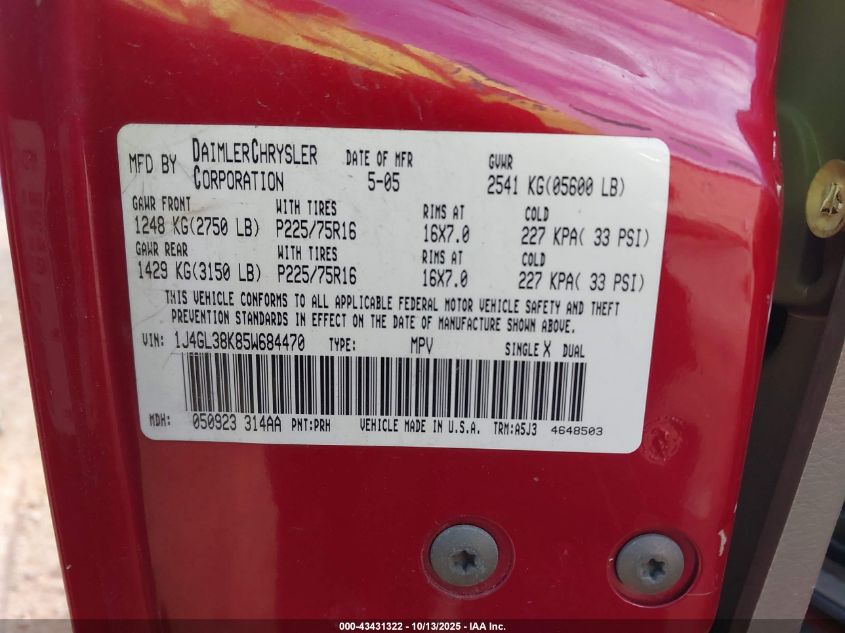 MFD BY DAIMLERCHRYSLER CORPORATION DATE OF MFR 5-05 GVWR 2541 KG(05600 LB)
GAWR FRONT WITH TIRES RIMS AT COLD
1248 KG(2750 LB) P225/75R16 16X7.0 227 KPA( 33 PSI)
GAWR REAR WITH TIRES RIMS AT COLD
1429 KG(3150 LB) P225/75R16 16X7.0 227 KPA( 33 PSI)
THIS VEHICLE CONFORMS TO ALL APPLICABLE FEDERAL MOTOR VEHICLE SAFETY AND THEFT
PREVENTION STANDARDS IN EFFECT ON THE DATE OF MANUFACTURE SHOWN ABOVE.
VIN: 1J4GL38K85W684470 TYPE: MPV SINGLE X DUAL
MDH: 050923 314AA PNT:PRH VEHICLE MADE IN U.S.A. TRM:A5J3 4648503
000-43431322 | 10/13/2025 | IAA Inc.